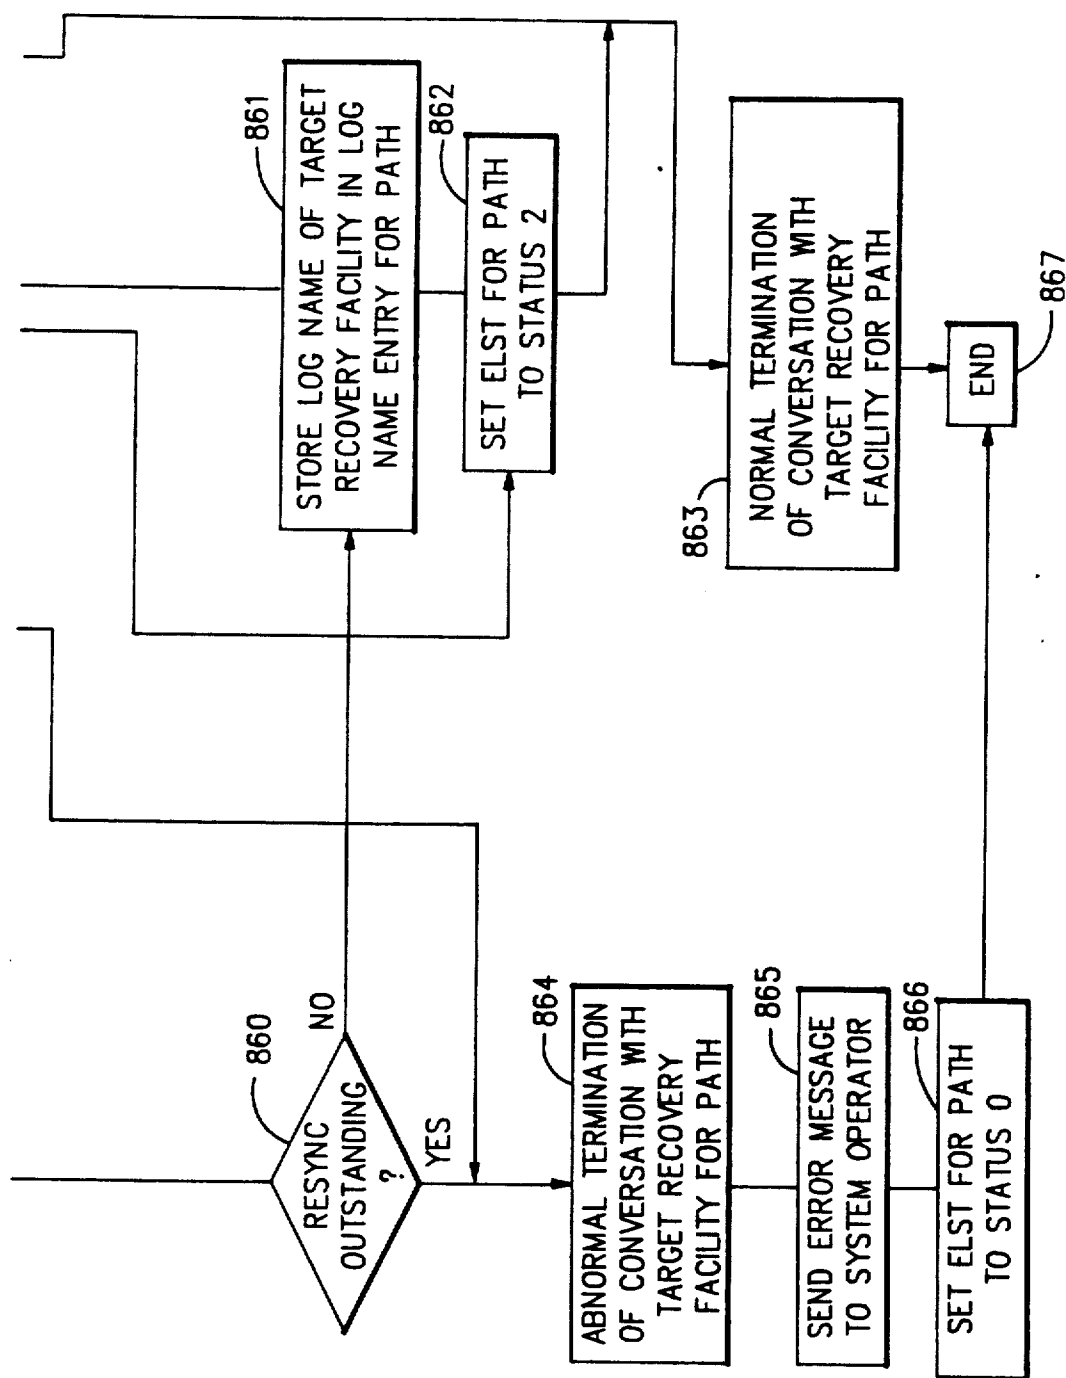 860
RESYNC
OUTSTANDING
?
NO
YES
861
STORE LOG NAME OF TARGET
RECOVERY FACILITY IN LOG
NAME ENTRY FOR PATH
862
SET ELST FOR PATH
TO STATUS 2
863
NORMAL TERMINATION
OF CONVERSATION WITH
TARGET RECOVERY
FACILITY FOR PATH
864
ABNORMAL TERMINATION
OF CONVERSATION WITH
TARGET RECOVERY
FACILITY FOR PATH
865
SEND ERROR MESSAGE
TO SYSTEM OPERATOR
866
SET ELST FOR PATH
TO STATUS 0
END
867